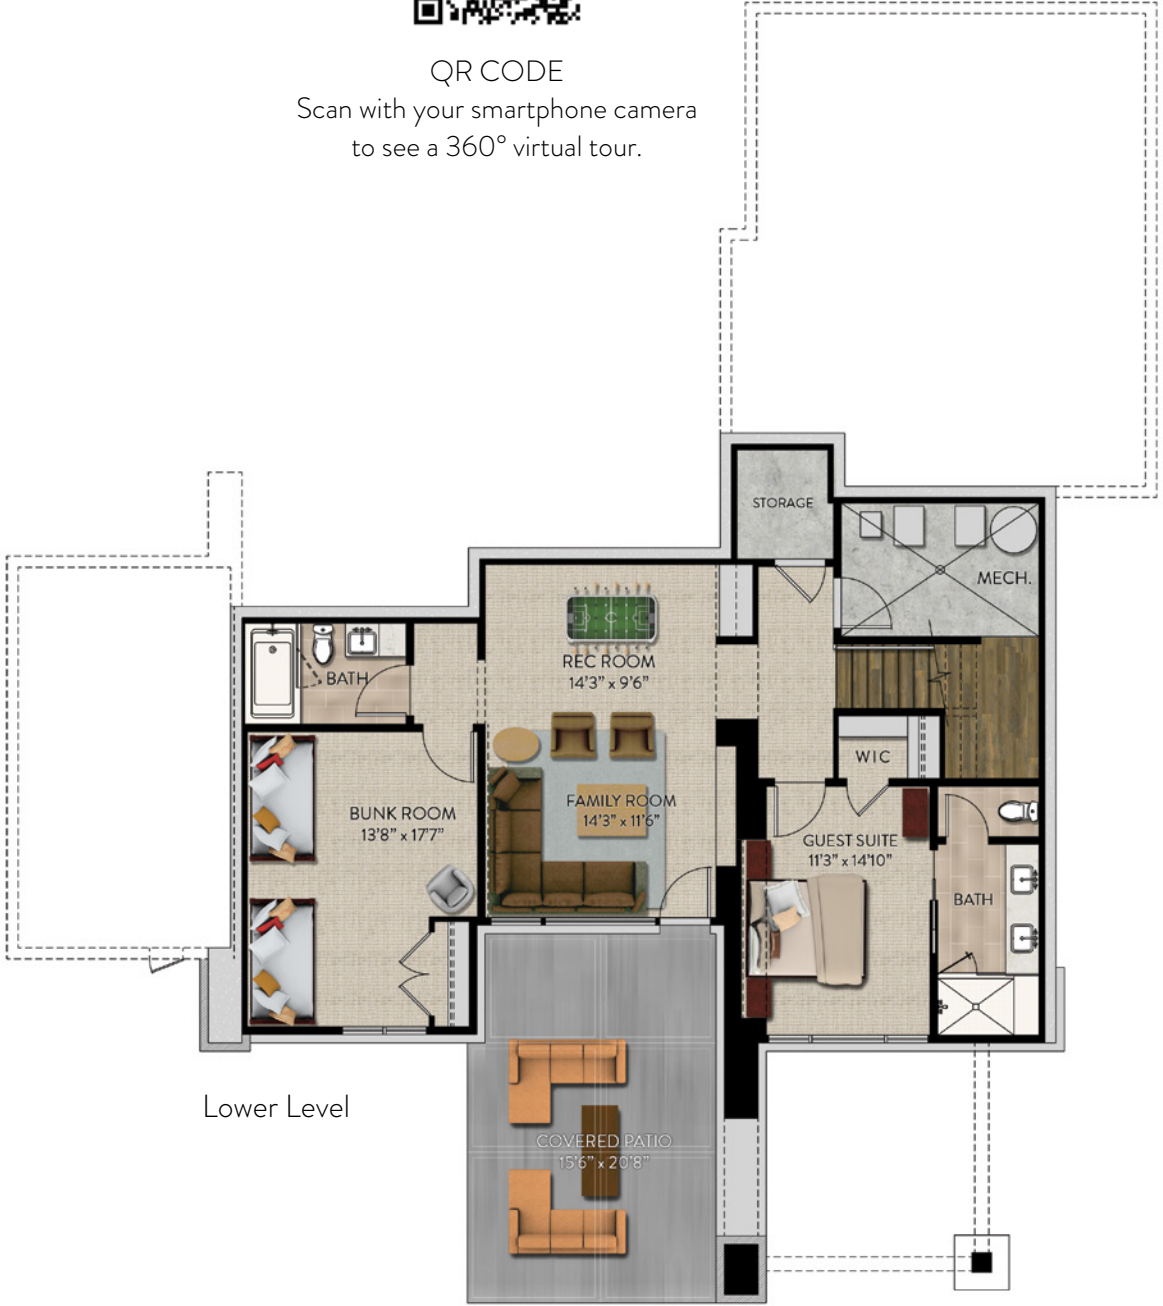 QR CODE
Scan with your smartphone camera
to see a 360° virtual tour.
STORAGE
MECH.
REC ROOM
14'3" x 9'6"
BATH
WIC
FAMILY ROOM
14'3" x 11'6"
BUNK ROOM
13'8" x 17'7"
GUEST SUITE
11'3" x 14'10"
BATH
Lower Level
COVERED PATIO
15'6" x 20'8"